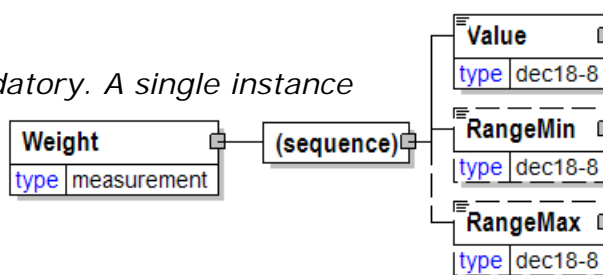 Value
type dec18-8
datory. A single instance
RangeMin
Weight
(sequence)
type measurement
type dec18-8
RangeMax
type dec18-8